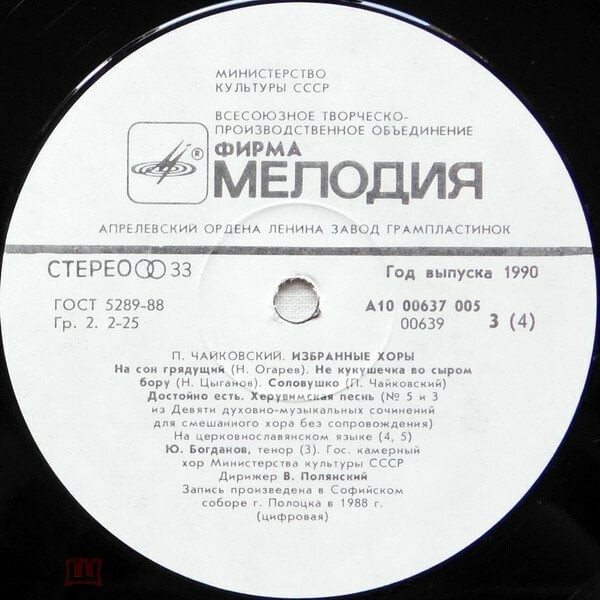 МИНИСТЕРСТВО
КУЛЬТУРЫ СССР
ВСЕСОЮЗНОЕ ТВОРЧЕСКО-
ПРОИЗВОДСТВЕННОЕ ОБЪЕДИНЕНИЕ
®
ФИРМА
МЕЛОДИЯ
АПРЕЛЕВСКИЙ ОРДЕНА ЛЕНИНА ЗАВОД ГРАМПЛАСТИНОК
СТЕРЕО 33
Год выпуска 1990
ГОСТ 5289-88
А10 00637 005
Гр. 2. 2-25
00639 3 (4)
П. ЧАЙКОВСКИЙ. ИЗБРАННЫЕ ХОРЫ
На сон грядущий (Н. Огарев). Не кукушечка во сыром
бору (Н. Цыганов). Соловушко (П. Чайковский)
Достойно есть. Херувимская песнь (№ 5 и 3
из Девяти духовно-музыкальных сочинений
для смешанного хора без сопровождения)
На церковнославянском языке (4, 5)
Ю. Богданов, тенор (3). Гос. камерный
хор Министерства культуры СССР
Дирижер В. Полянский
Запись произведена в Софийском
соборе г. Полоцка в 1988 г.
(цифровая)